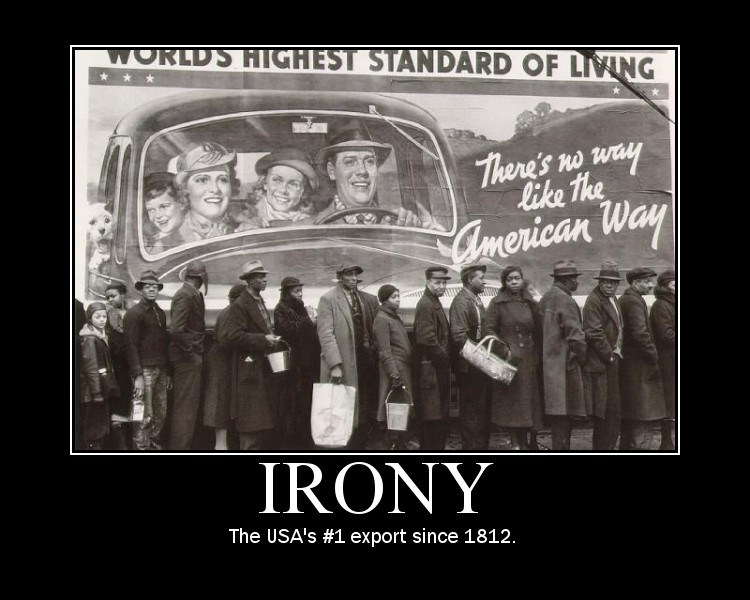 WORLD'S HIGHEST STANDARD OF LIVING
There's no way
like the
American Way
IRONY
The USA's #1 export since 1812.